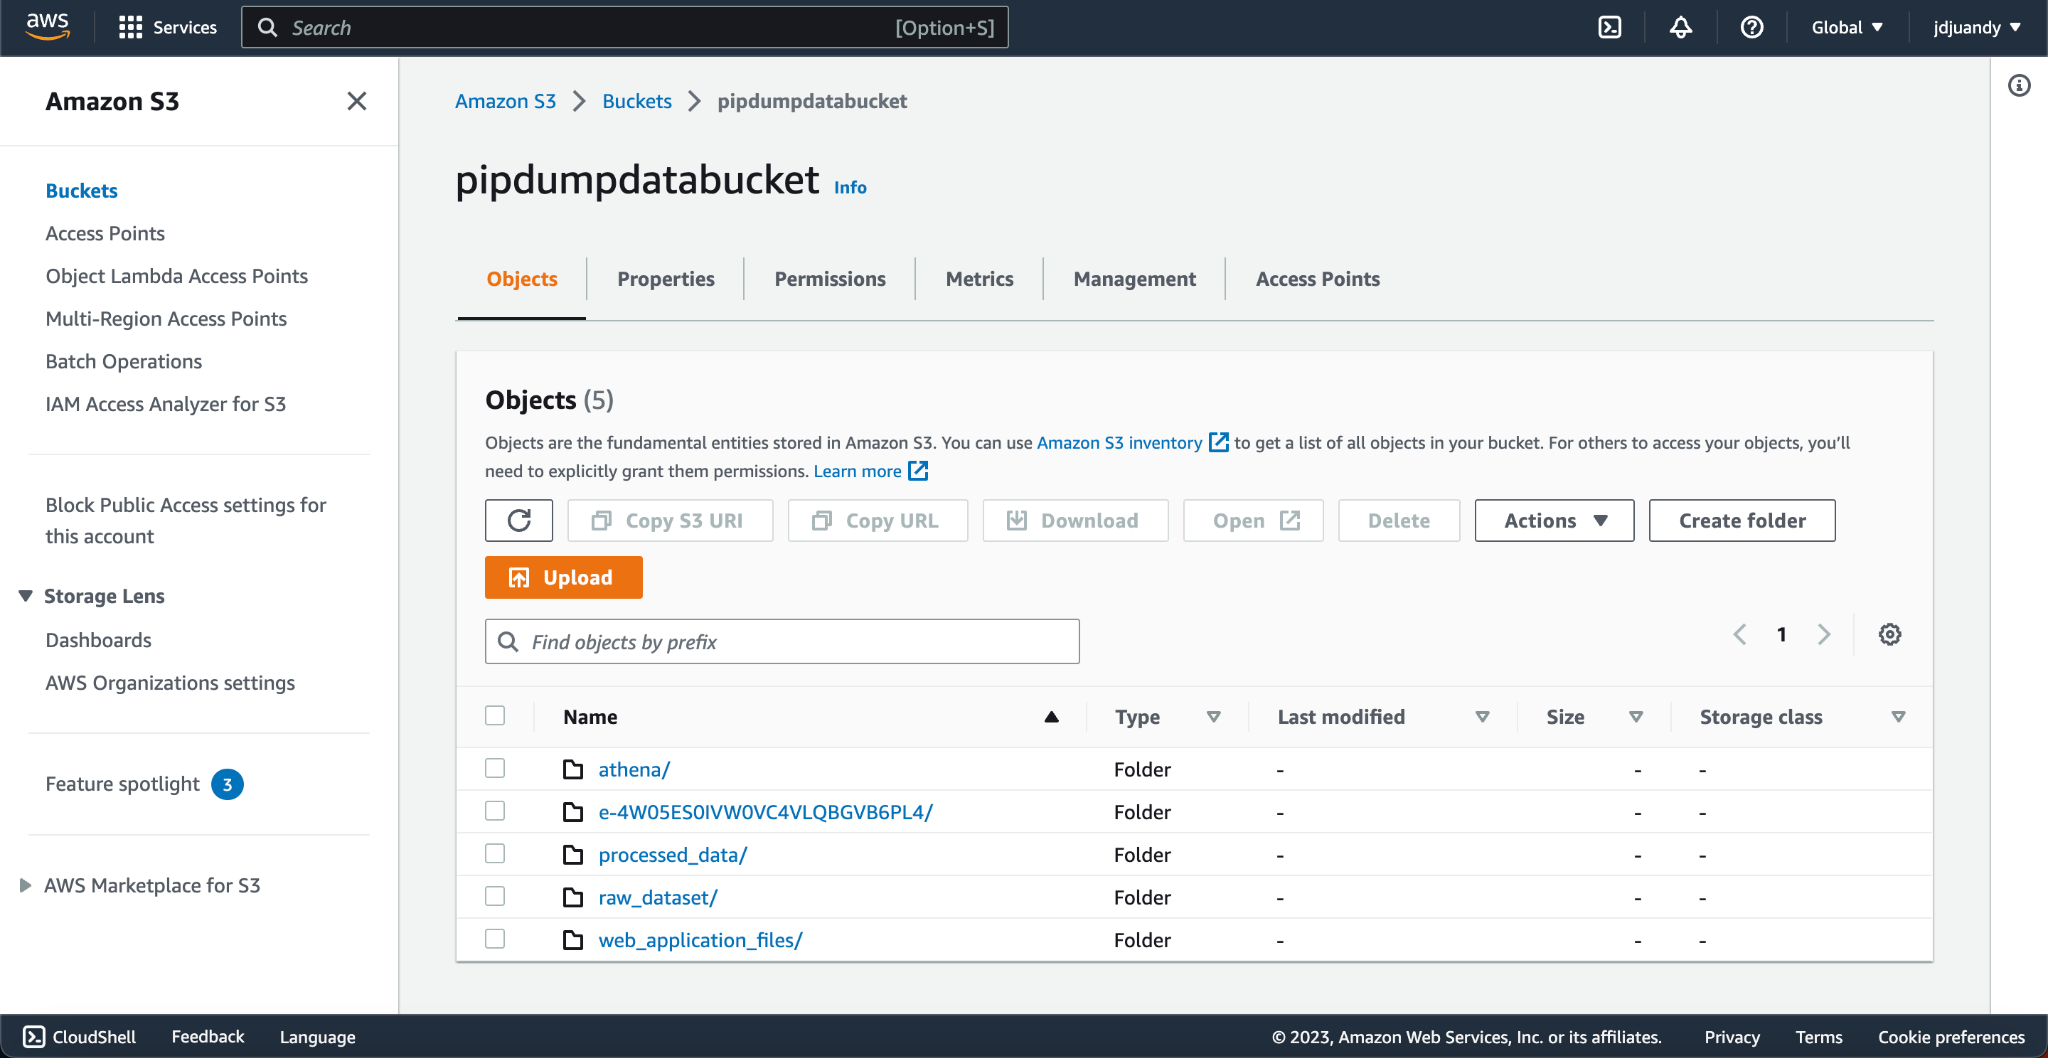 aws
Services
Search [Option+S]
Global
jdjuandy
Amazon S3
Buckets
Access Points
Object Lambda Access Points
Multi-Region Access Points
Batch Operations
IAM Access Analyzer for S3
Block Public Access settings for
this account
Storage Lens
Dashboards
AWS Organizations settings
Feature spotlight 3
AWS Marketplace for S3
Amazon S3 Buckets pipdumpdatabucket
pipdumpdatabucket Info
Objects Properties Permissions Metrics Management Access Points
Objects (5)
Objects are the fundamental entities stored in Amazon S3. You can use Amazon S3 inventory to get a list of all objects in your bucket. For others to access your objects, you'll
need to explicitly grant them permissions. Learn more
Copy S3 URI Copy URL Download Open Delete Actions Create folder
Upload
Find objects by prefix
1
Name Type Last modified Size Storage class
athena/ Folder - - -
e-4W05ES0IVW0VC4VLQBGVB6PL4/ Folder - - -
processed_data/ Folder - - -
raw_dataset/ Folder - - -
web_application_files/ Folder - - -
CloudShell Feedback Language
© 2023, Amazon Web Services, Inc. or its affiliates. Privacy Terms Cookie preferences